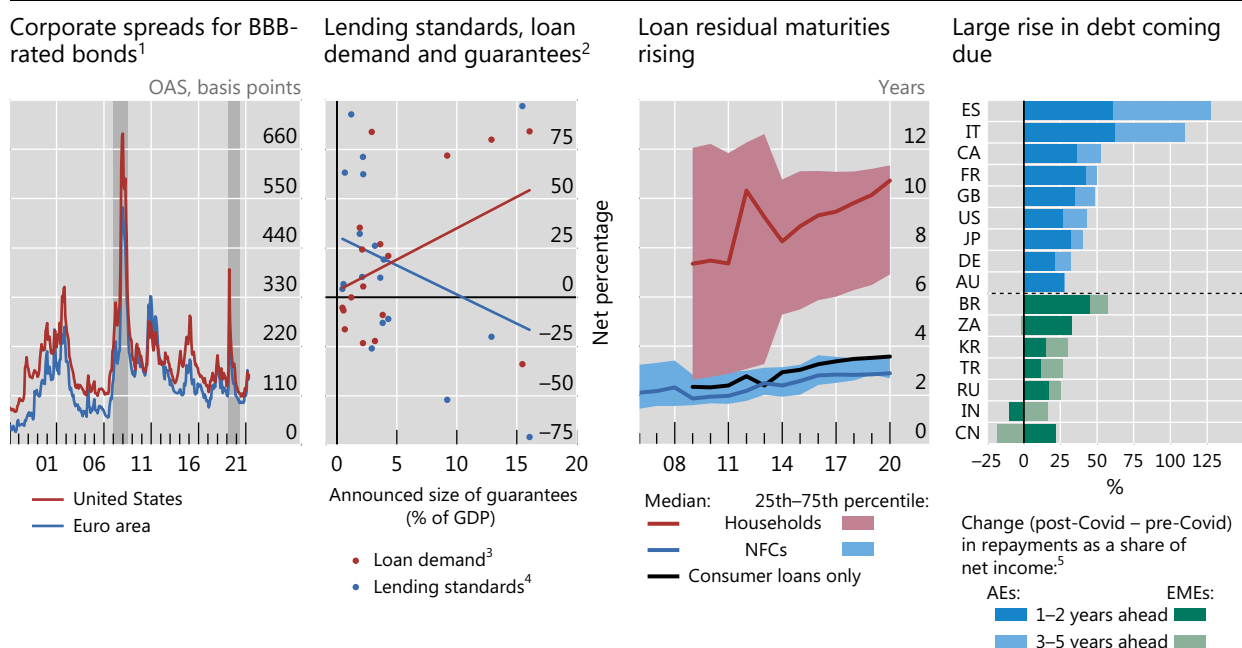 Corporate spreads for BBB-
rated bonds1
OAS, basis points
660
550
440
330
220
110
0
01 06 11 16 21
United States
Euro area
Lending standards, loan
demand and guarantees2
75
50
25
0
−25
−50
−75
Net percentage
0 5 10 15 20
Announced size of guarantees
(% of GDP)
Loan demand3
Lending standards4
Loan residual maturities
rising
Years
12
10
8
6
4
2
0
08 11 14 17 20
Median: 25th–75th percentile:
Households
NFCs
Consumer loans only
Large rise in debt coming
due
ES
IT
CA
FR
GB
US
JP
DE
AU
BR
ZA
KR
TR
RU
IN
CN
−25 0 25 50 75 100 125
%
Change (post-Covid – pre-Covid)
in repayments as a share of
net income:5
AEs: EMEs:
1–2 years ahead
3–5 years ahead